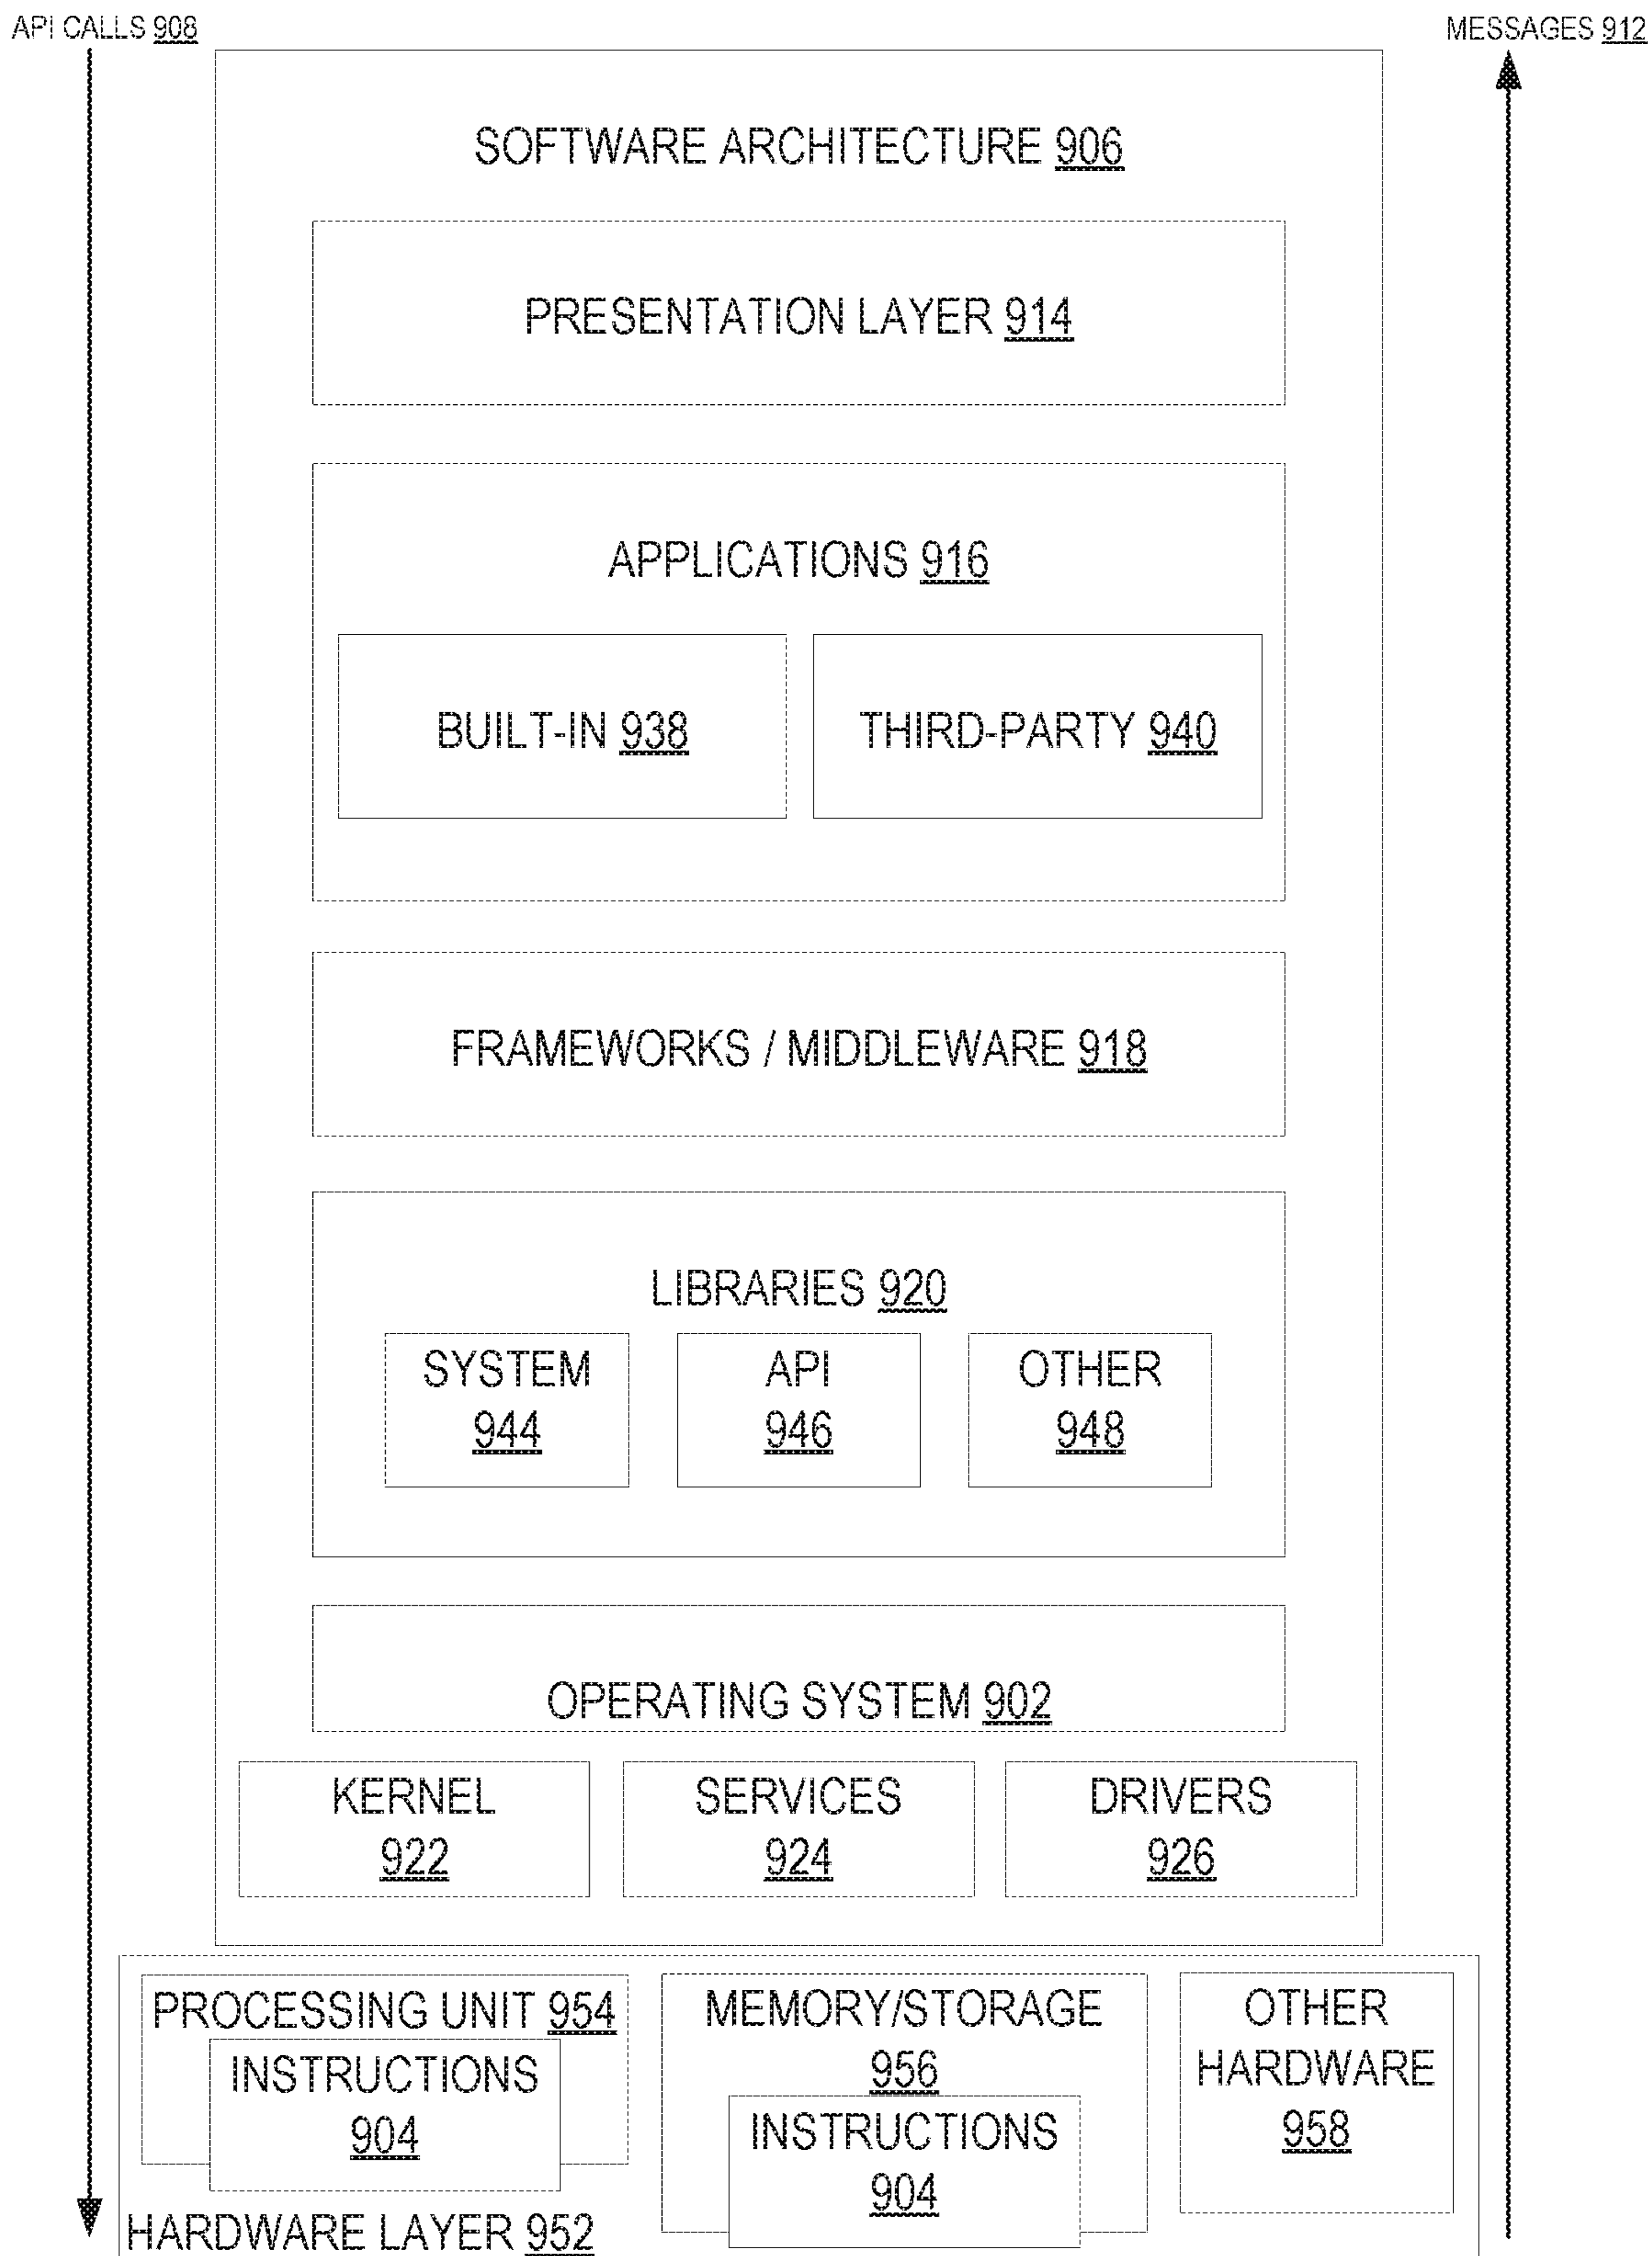 API CALLS 908
MESSAGES 912
SOFTWARE ARCHITECTURE 906
PRESENTATION LAYER 914
APPLICATIONS 916
BUILT-IN 938
THIRD-PARTY 940
FRAMEWORKS / MIDDLEWARE 918
LIBRARIES 920
SYSTEM
944
API
946
OTHER
948
OPERATING SYSTEM 902
KERNEL
922
SERVICES
924
DRIVERS
926
PROCESSING UNIT 954
INSTRUCTIONS
904
MEMORY/STORAGE
956
INSTRUCTIONS
904
OTHER
HARDWARE
958
HARDWARE LAYER 952